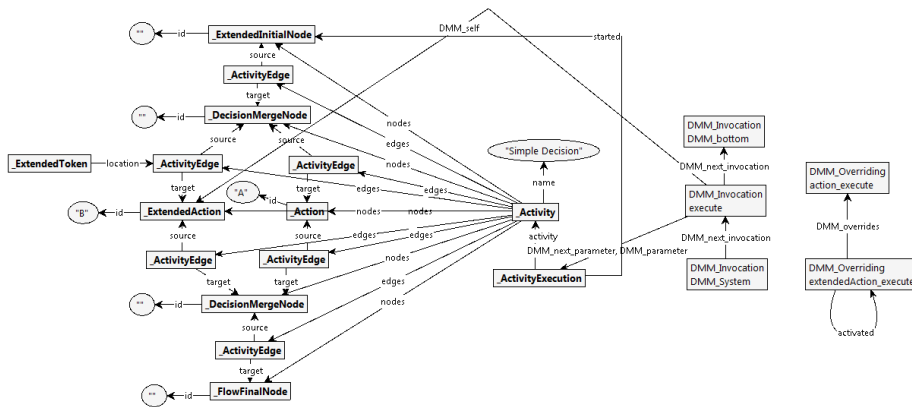 DMM_self
""
id
_ExtendedInitialNode
started
source
_ActivityEdge
target
""
id
_DecisionMergeNode
nodes
edges
DMM_Invocation
DMM_bottom
source
source
nodes
"Simple Decision"
_ExtendedToken
location
_ActivityEdge
_ActivityEdge
DMM_next_invocation
DMM_Overriding
action_execute
target
"A"
target
edges
edges
name
DMM_Invocation
execute
"B"
id
_ExtendedAction
id
_Action
nodes
nodes
_Activity
source
source
edges
edges
activity
DMM_next_invocation
DMM_overrides
DMM_next_parameter, DMM_parameter
_ActivityEdge
_ActivityEdge
nodes
DMM_Invocation
DMM_System
DMM_Overriding
extendedAction_execute
target
target
edges
_ActivityExecution
""
id
_DecisionMergeNode
nodes
source
activated
_ActivityEdge
target
""
id
_FlowFinalNode